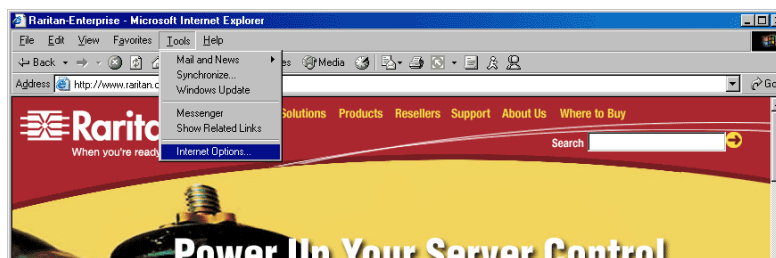 Raritan-Enterprise - Microsoft Internet Explorer
File Edit View Favorites Tools Help
Back Media
Address http://www.raritan.c Go
Mail and News
Synchronize...
Windows Update
Messenger
Show Related Links
Internet Options...
Solutions Products Resellers Support About Us Where to Buy
Search
When you're ready
Power Up Your Server Control